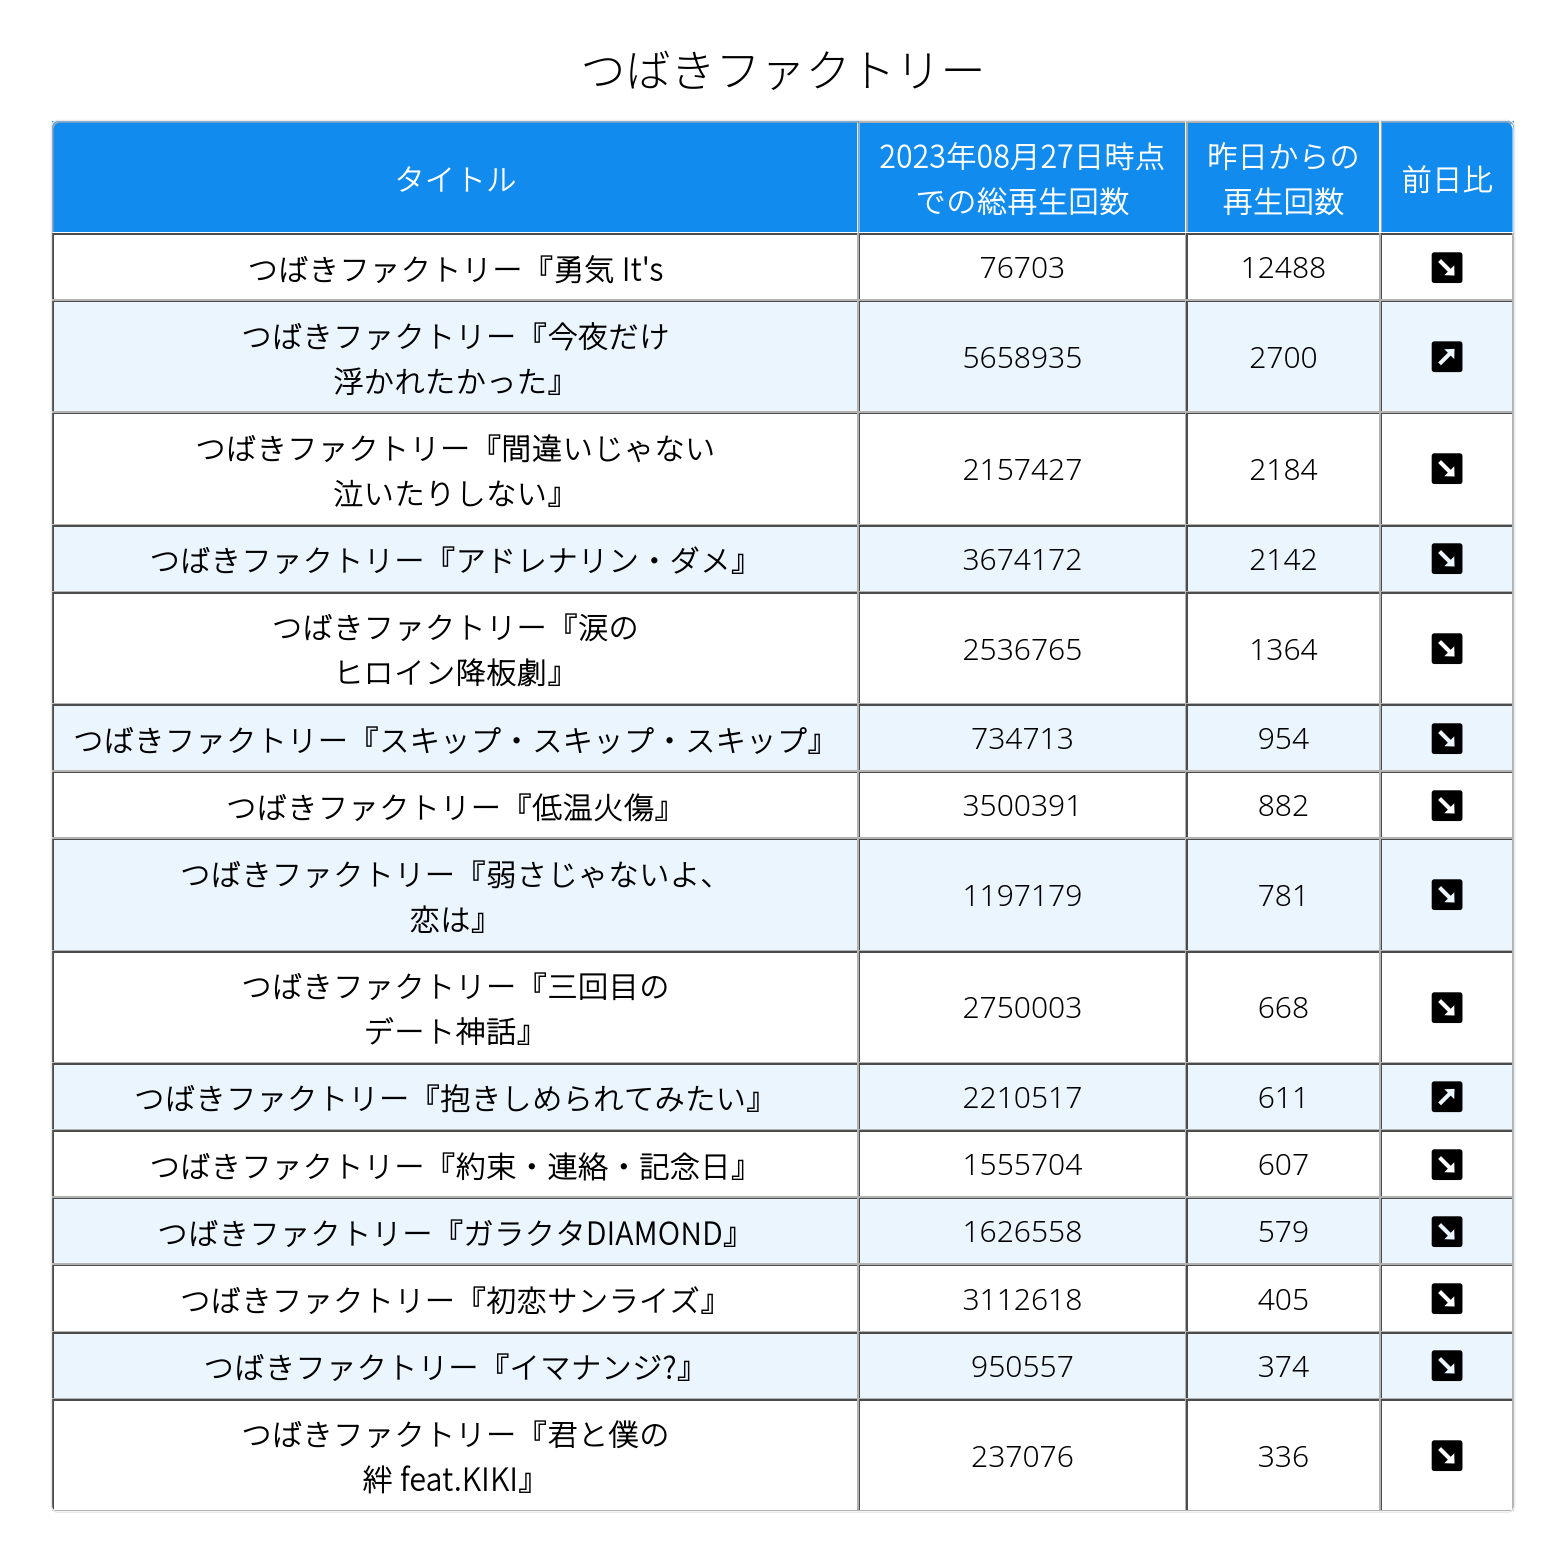 つばきファクトリー
タイトル
2023年08月27日時点
での総再生回数
昨日からの
再生回数
前日比
つばきファクトリー『勇気 It's
76703
12488
つばきファクトリー『今夜だけ
浮かれたかった』
5658935
2700
つばきファクトリー『間違いじゃない
泣いたりしない』
2157427
2184
つばきファクトリー『アドレナリン・ダメ』
3674172
2142
つばきファクトリー『涙の
ヒロイン降板劇』
2536765
1364
つばきファクトリー『スキップ・スキップ・スキップ』
734713
954
つばきファクトリー『低温火傷』
3500391
882
つばきファクトリー『弱さじゃないよ、
恋は』
1197179
781
つばきファクトリー『三回目の
デート神話』
2750003
668
つばきファクトリー『抱きしめられてみたい』
2210517
611
つばきファクトリー『約束・連絡・記念日』
1555704
607
つばきファクトリー『ガラクタDIAMOND』
1626558
579
つばきファクトリー『初恋サンライズ』
3112618
405
つばきファクトリー『イマナンジ?』
950557
374
つばきファクトリー『君と僕の
絆 feat.KIKI』
237076
336